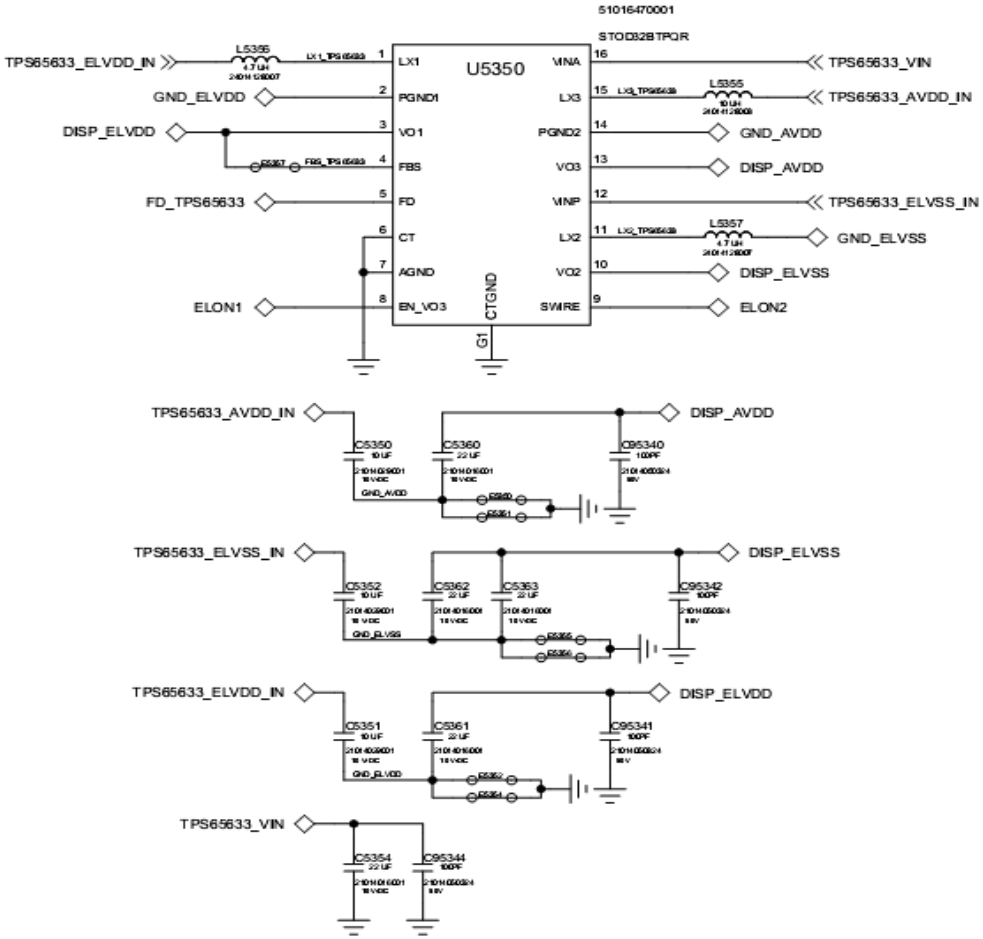 51016470001
STOD32BTPQR
U5350
TPS65633_ELVDD_IN L5356 4.7 UH LX1_TPS65633 1 LX1
GND_ELVDD 2 PGND1
DISP_ELVDD 3 VO1
E5367 FBS_TPS65633 4 FBS
FD_TPS65633 5 FD
6 CT
7 AGND
ELON1 8 EN_VO3
CTGND
G1
VINA 16 TPS65633_VIN
LX3 15 L5355 10 UH TPS65633_AVDD_IN
PGND2 14 GND_AVDD
VO3 13 DISP_AVDD
VINP 12 TPS65633_ELVSS_IN
LX2 11 L5357 4.7 UH GND_ELVSS
VO2 10 DISP_ELVSS
SWIRE 9 ELON2
TPS65633_AVDD_IN DISP_AVDD
C5350 C5360 C95340
10 UF 22 UF 100PF
GND_AVDD
E5350
E5351
TPS65633_ELVSS_IN DISP_ELVSS
C5352 C5362 C5363 C95342
10 UF 22 UF 22 UF 100PF
GND_ELVSS
TPS65633_ELVDD_IN DISP_ELVDD
C5351 C5361 C95341
10 UF 22 UF 100PF
GND_ELVDD
TPS65633_VIN
C5354 C95344
22 UF 100PF